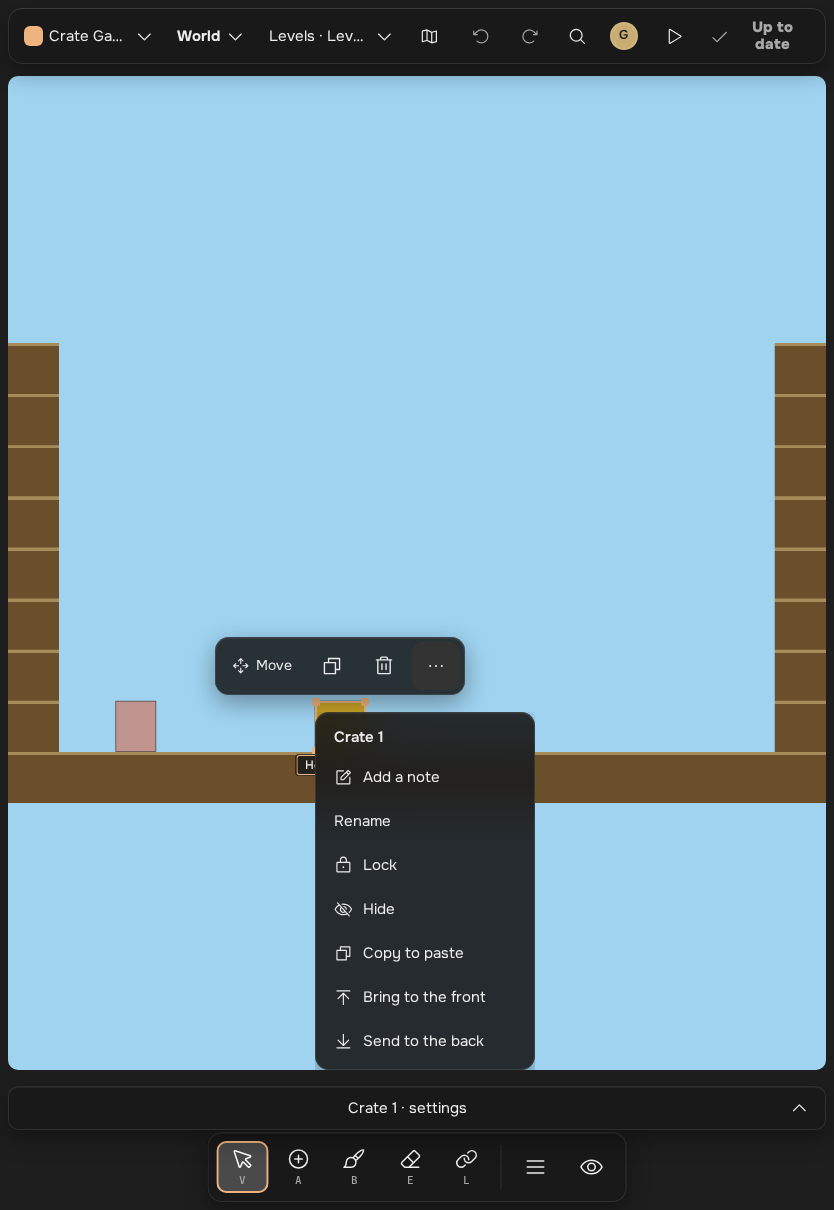 Crate Ga...
World
Levels · Lev...
G
Up to
date
Move
Crate 1
Add a note
Rename
Lock
Hide
Copy to paste
Bring to the front
Send to the back
Crate 1 · settings
V
A
B
E
L